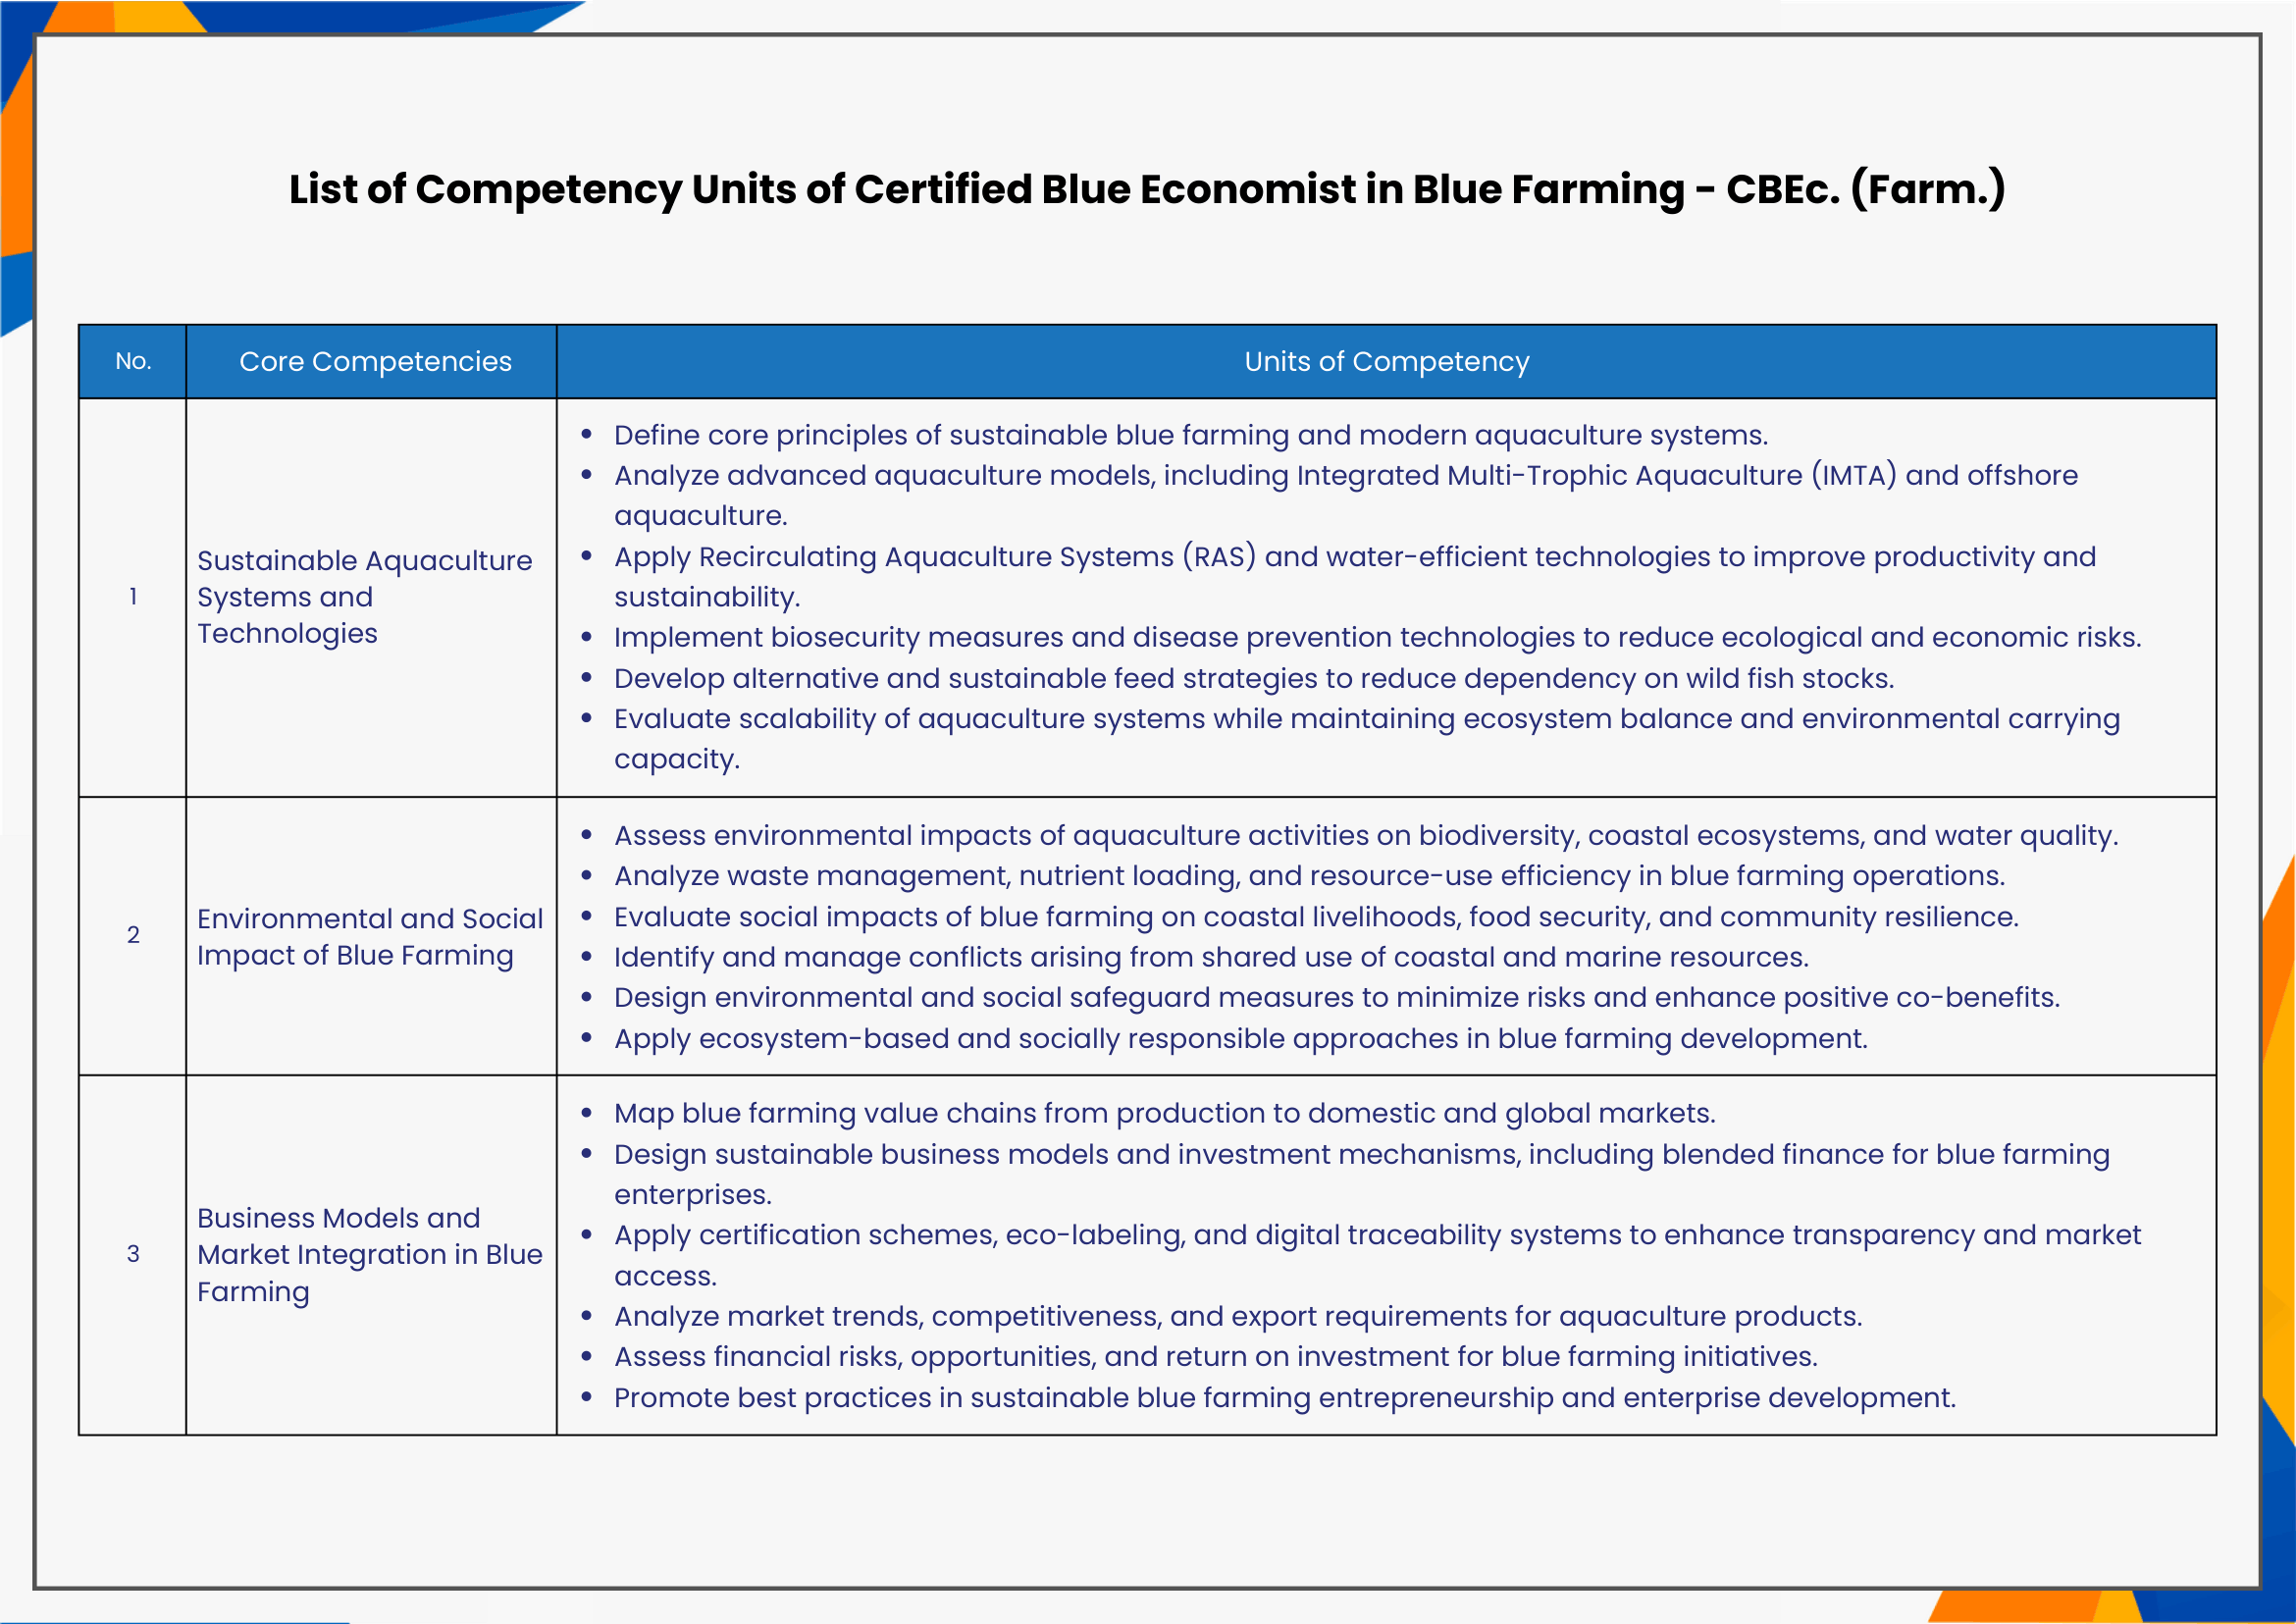 List of Competency Units of Certified Blue Economist in Blue Farming - CBEc. (Farm.)
No.
Core Competencies
Units of Competency
1
Sustainable Aquaculture
Systems and
Technologies
• Define core principles of sustainable blue farming and modern aquaculture systems.
• Analyze advanced aquaculture models, including Integrated Multi-Trophic Aquaculture (IMTA) and offshore
aquaculture.
• Apply Recirculating Aquaculture Systems (RAS) and water-efficient technologies to improve productivity and
sustainability.
• Implement biosecurity measures and disease prevention technologies to reduce ecological and economic risks.
• Develop alternative and sustainable feed strategies to reduce dependency on wild fish stocks.
• Evaluate scalability of aquaculture systems while maintaining ecosystem balance and environmental carrying
capacity.
2
Environmental and Social
Impact of Blue Farming
• Assess environmental impacts of aquaculture activities on biodiversity, coastal ecosystems, and water quality.
• Analyze waste management, nutrient loading, and resource-use efficiency in blue farming operations.
• Evaluate social impacts of blue farming on coastal livelihoods, food security, and community resilience.
• Identify and manage conflicts arising from shared use of coastal and marine resources.
• Design environmental and social safeguard measures to minimize risks and enhance positive co-benefits.
• Apply ecosystem-based and socially responsible approaches in blue farming development.
3
Business Models and
Market Integration in Blue
Farming
• Map blue farming value chains from production to domestic and global markets.
• Design sustainable business models and investment mechanisms, including blended finance for blue farming
enterprises.
• Apply certification schemes, eco-labeling, and digital traceability systems to enhance transparency and market
access.
• Analyze market trends, competitiveness, and export requirements for aquaculture products.
• Assess financial risks, opportunities, and return on investment for blue farming initiatives.
• Promote best practices in sustainable blue farming entrepreneurship and enterprise development.